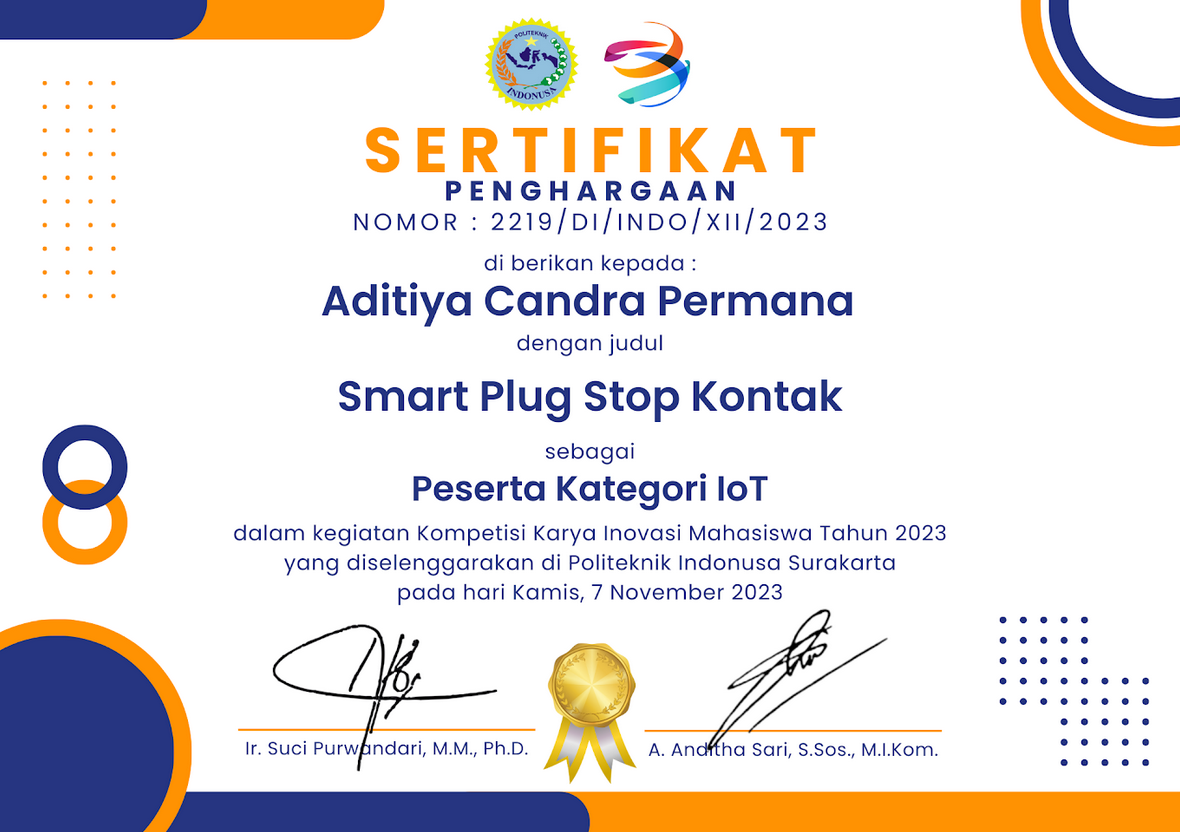 POLITEKNIK
INDONUSA
SERTIFIKAT
PENGHARGAAN
NOMOR : 2219/DI/INDO/XII/2023
di berikan kepada :
Aditiya Candra Permana
dengan judul
Smart Plug Stop Kontak
sebagai
Peserta Kategori IoT
dalam kegiatan Kompetisi Karya Inovasi Mahasiswa Tahun 2023
yang diselenggarakan di Politeknik Indonusa Surakarta
pada hari Kamis, 7 November 2023
Ir. Suci Purwandari, M.M., Ph.D.
A. Anditha Sari, S.Sos., M.I.Kom.